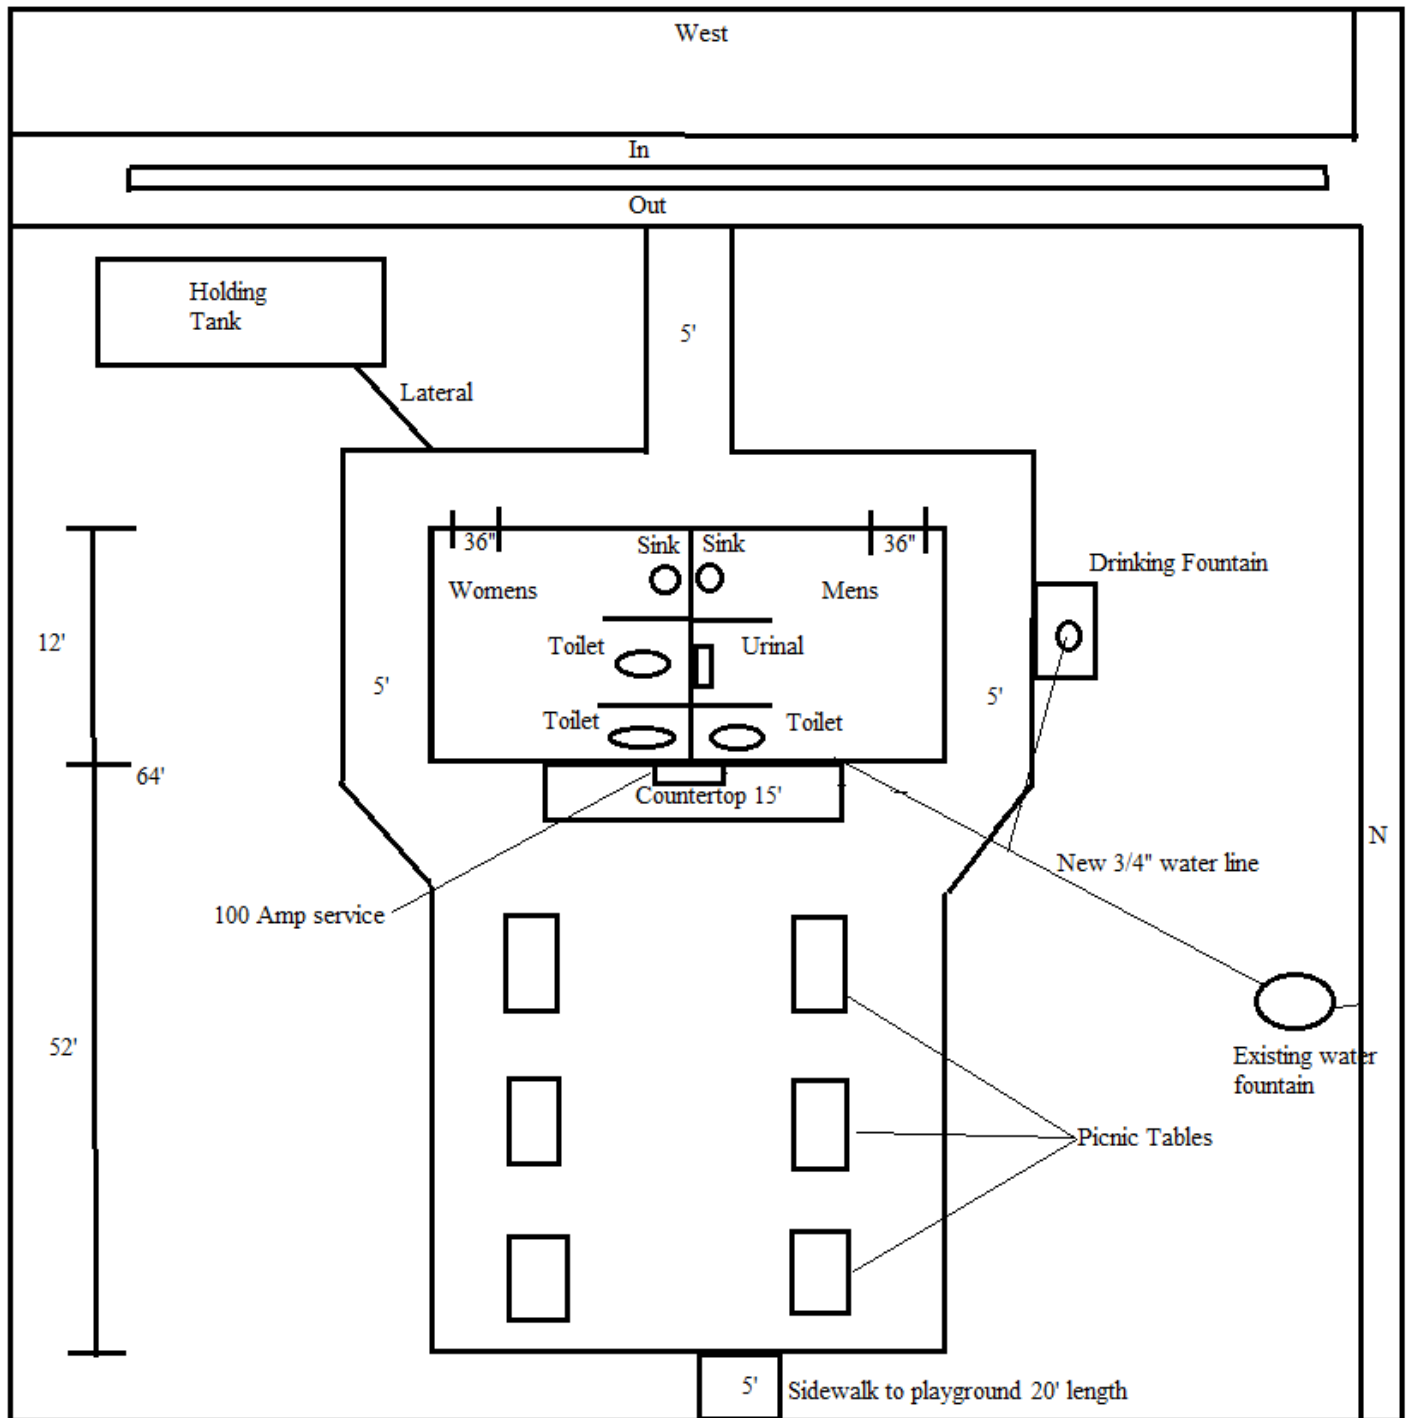 West
In
Out
Holding
Tank
5'
Lateral
36"
Sink
Sink
36"
Womens
Mens
Drinking Fountain
12'
Toilet
Urinal
5'
5'
Toilet
Toilet
64'
Countertop 15'
N
New 3/4" water line
100 Amp service
52'
Existing water
fountain
Picnic Tables
5'
Sidewalk to playground 20' length